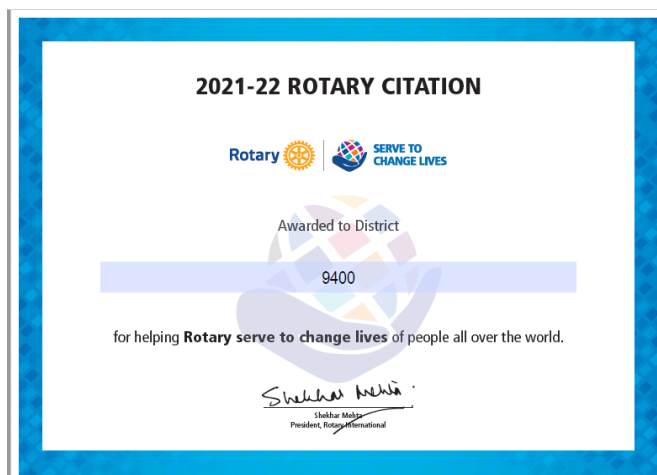 2021-22 ROTARY CITATION
Rotary
SERVE TO
CHANGE LIVES
Awarded to District
9400
for helping Rotary serve to change lives of people all over the world.
Shekhar Mehta
Shekhar Mehta
President, Rotary International